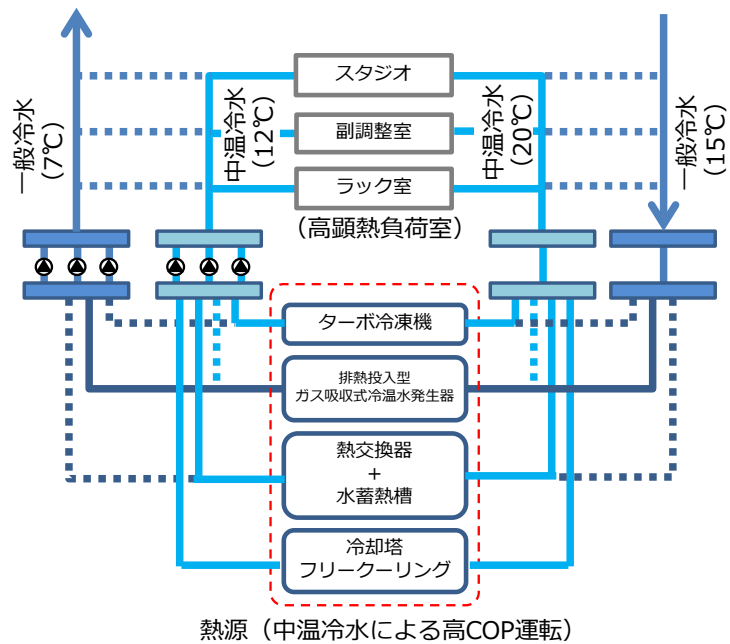 スタジオ
副調整室
ラック室
(高顕熱負荷室)
一般冷水
(7℃)
中温冷水
(12℃)
中温冷水
(20℃)
一般冷水
(15℃)
ターボ冷凍機
排熱投入型
ガス吸収式冷温水発生器
熱交換器
+
水蓄熱槽
冷却塔
フリークーリング
熱源(中温冷水による高COP運転)